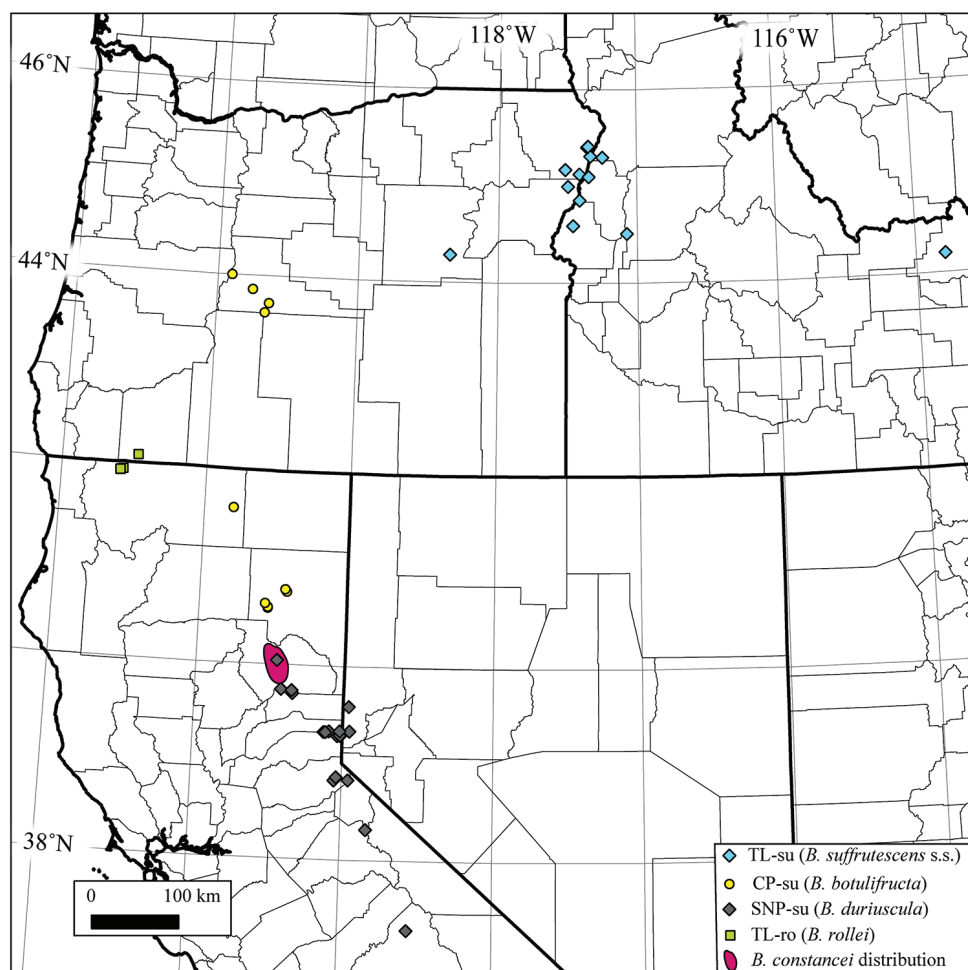 118°W
116°W
46°N
44°N
38°N
0 100 km
TL-su (B. suffrutescens s.s.)
CP-su (B. botulifructa)
SNP-su (B. duriuscula)
TL-ro (B. rollei)
B. constancei distribution